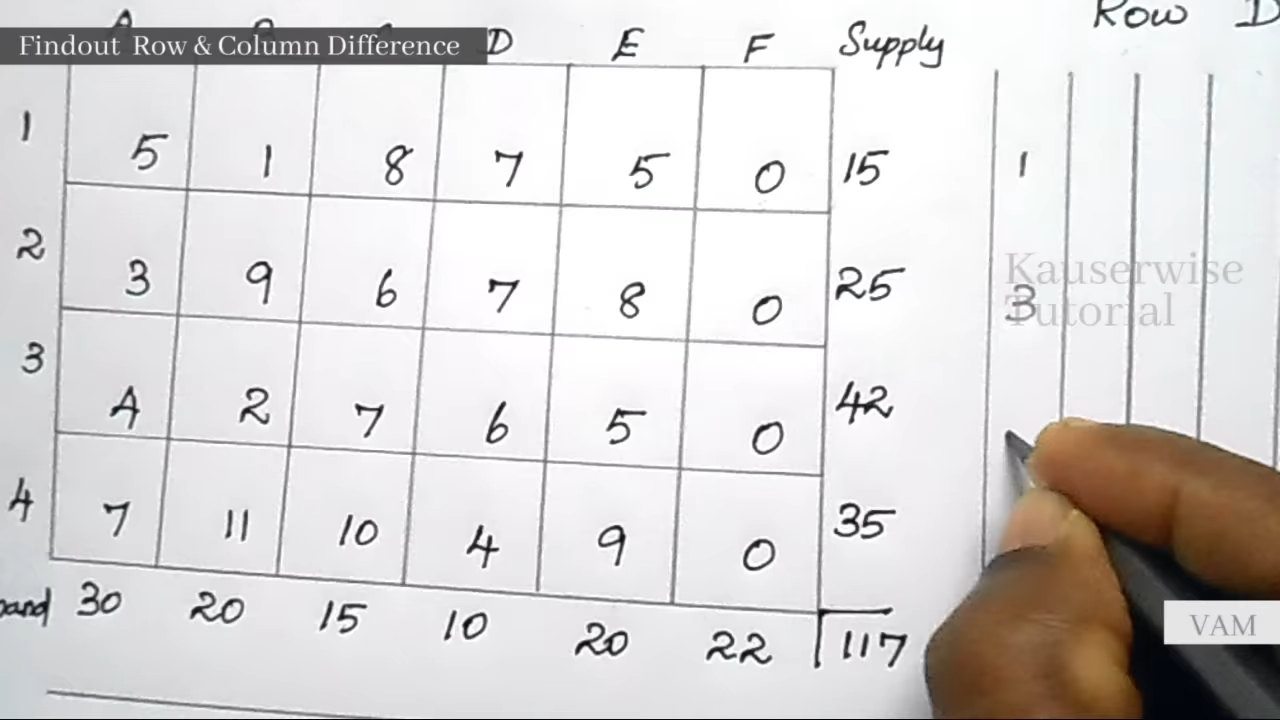 Row D
Findout Row & Column Difference
A D E F Supply
1 5 1 8 7 5 0 15 1
2 3 9 6 7 8 0 25 3
Kauserwise
Tutorial
3 4 2 7 6 5 0 42
4 7 11 10 4 9 0 35
mand 30 20 15 10 20 22 117
VAM